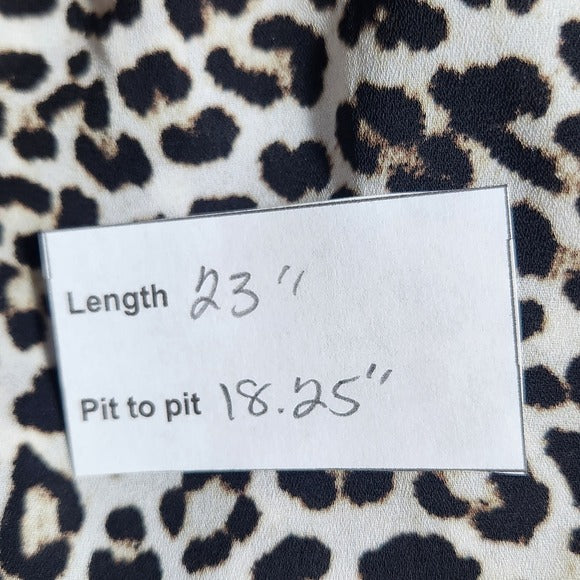 Length 23"
Pit to pit 18.25"